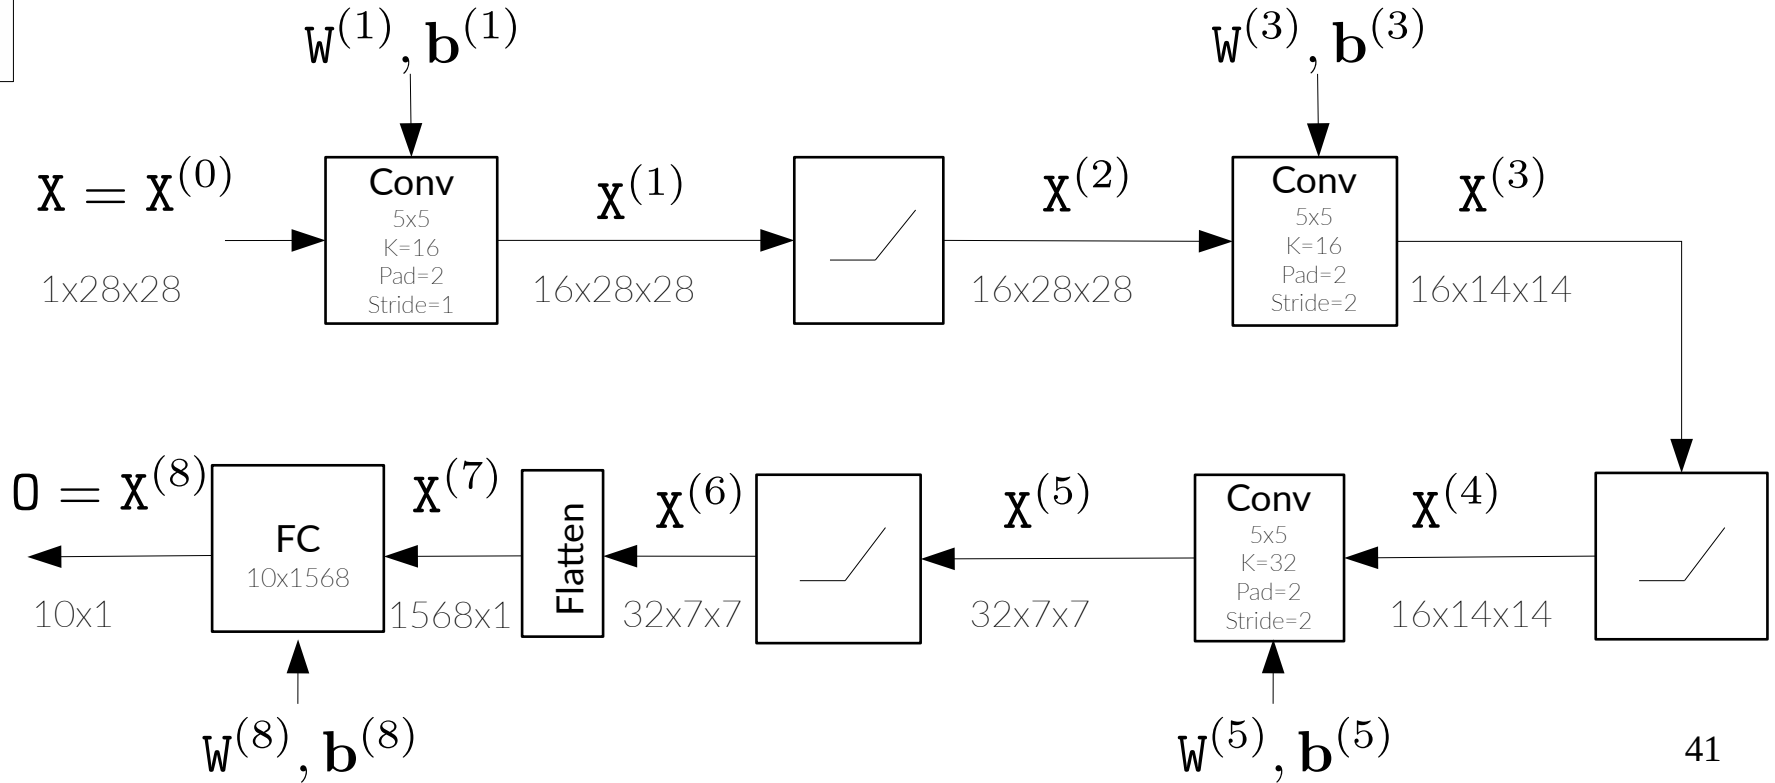 W^(1), b^(1)
W^(3), b^(3)
X = X^(0)
1x28x28
Conv
5x5
K=16
Pad=2
Stride=1
X^(1)
16x28x28
X^(2)
16x28x28
Conv
5x5
K=16
Pad=2
Stride=2
X^(3)
16x14x14
O = X^(8)
10x1
FC
10x1568
X^(7)
1568x1
Flatten
X^(6)
32x7x7
X^(5)
32x7x7
Conv
5x5
K=32
Pad=2
Stride=2
X^(4)
16x14x14
W^(8), b^(8)
W^(5), b^(5)
41